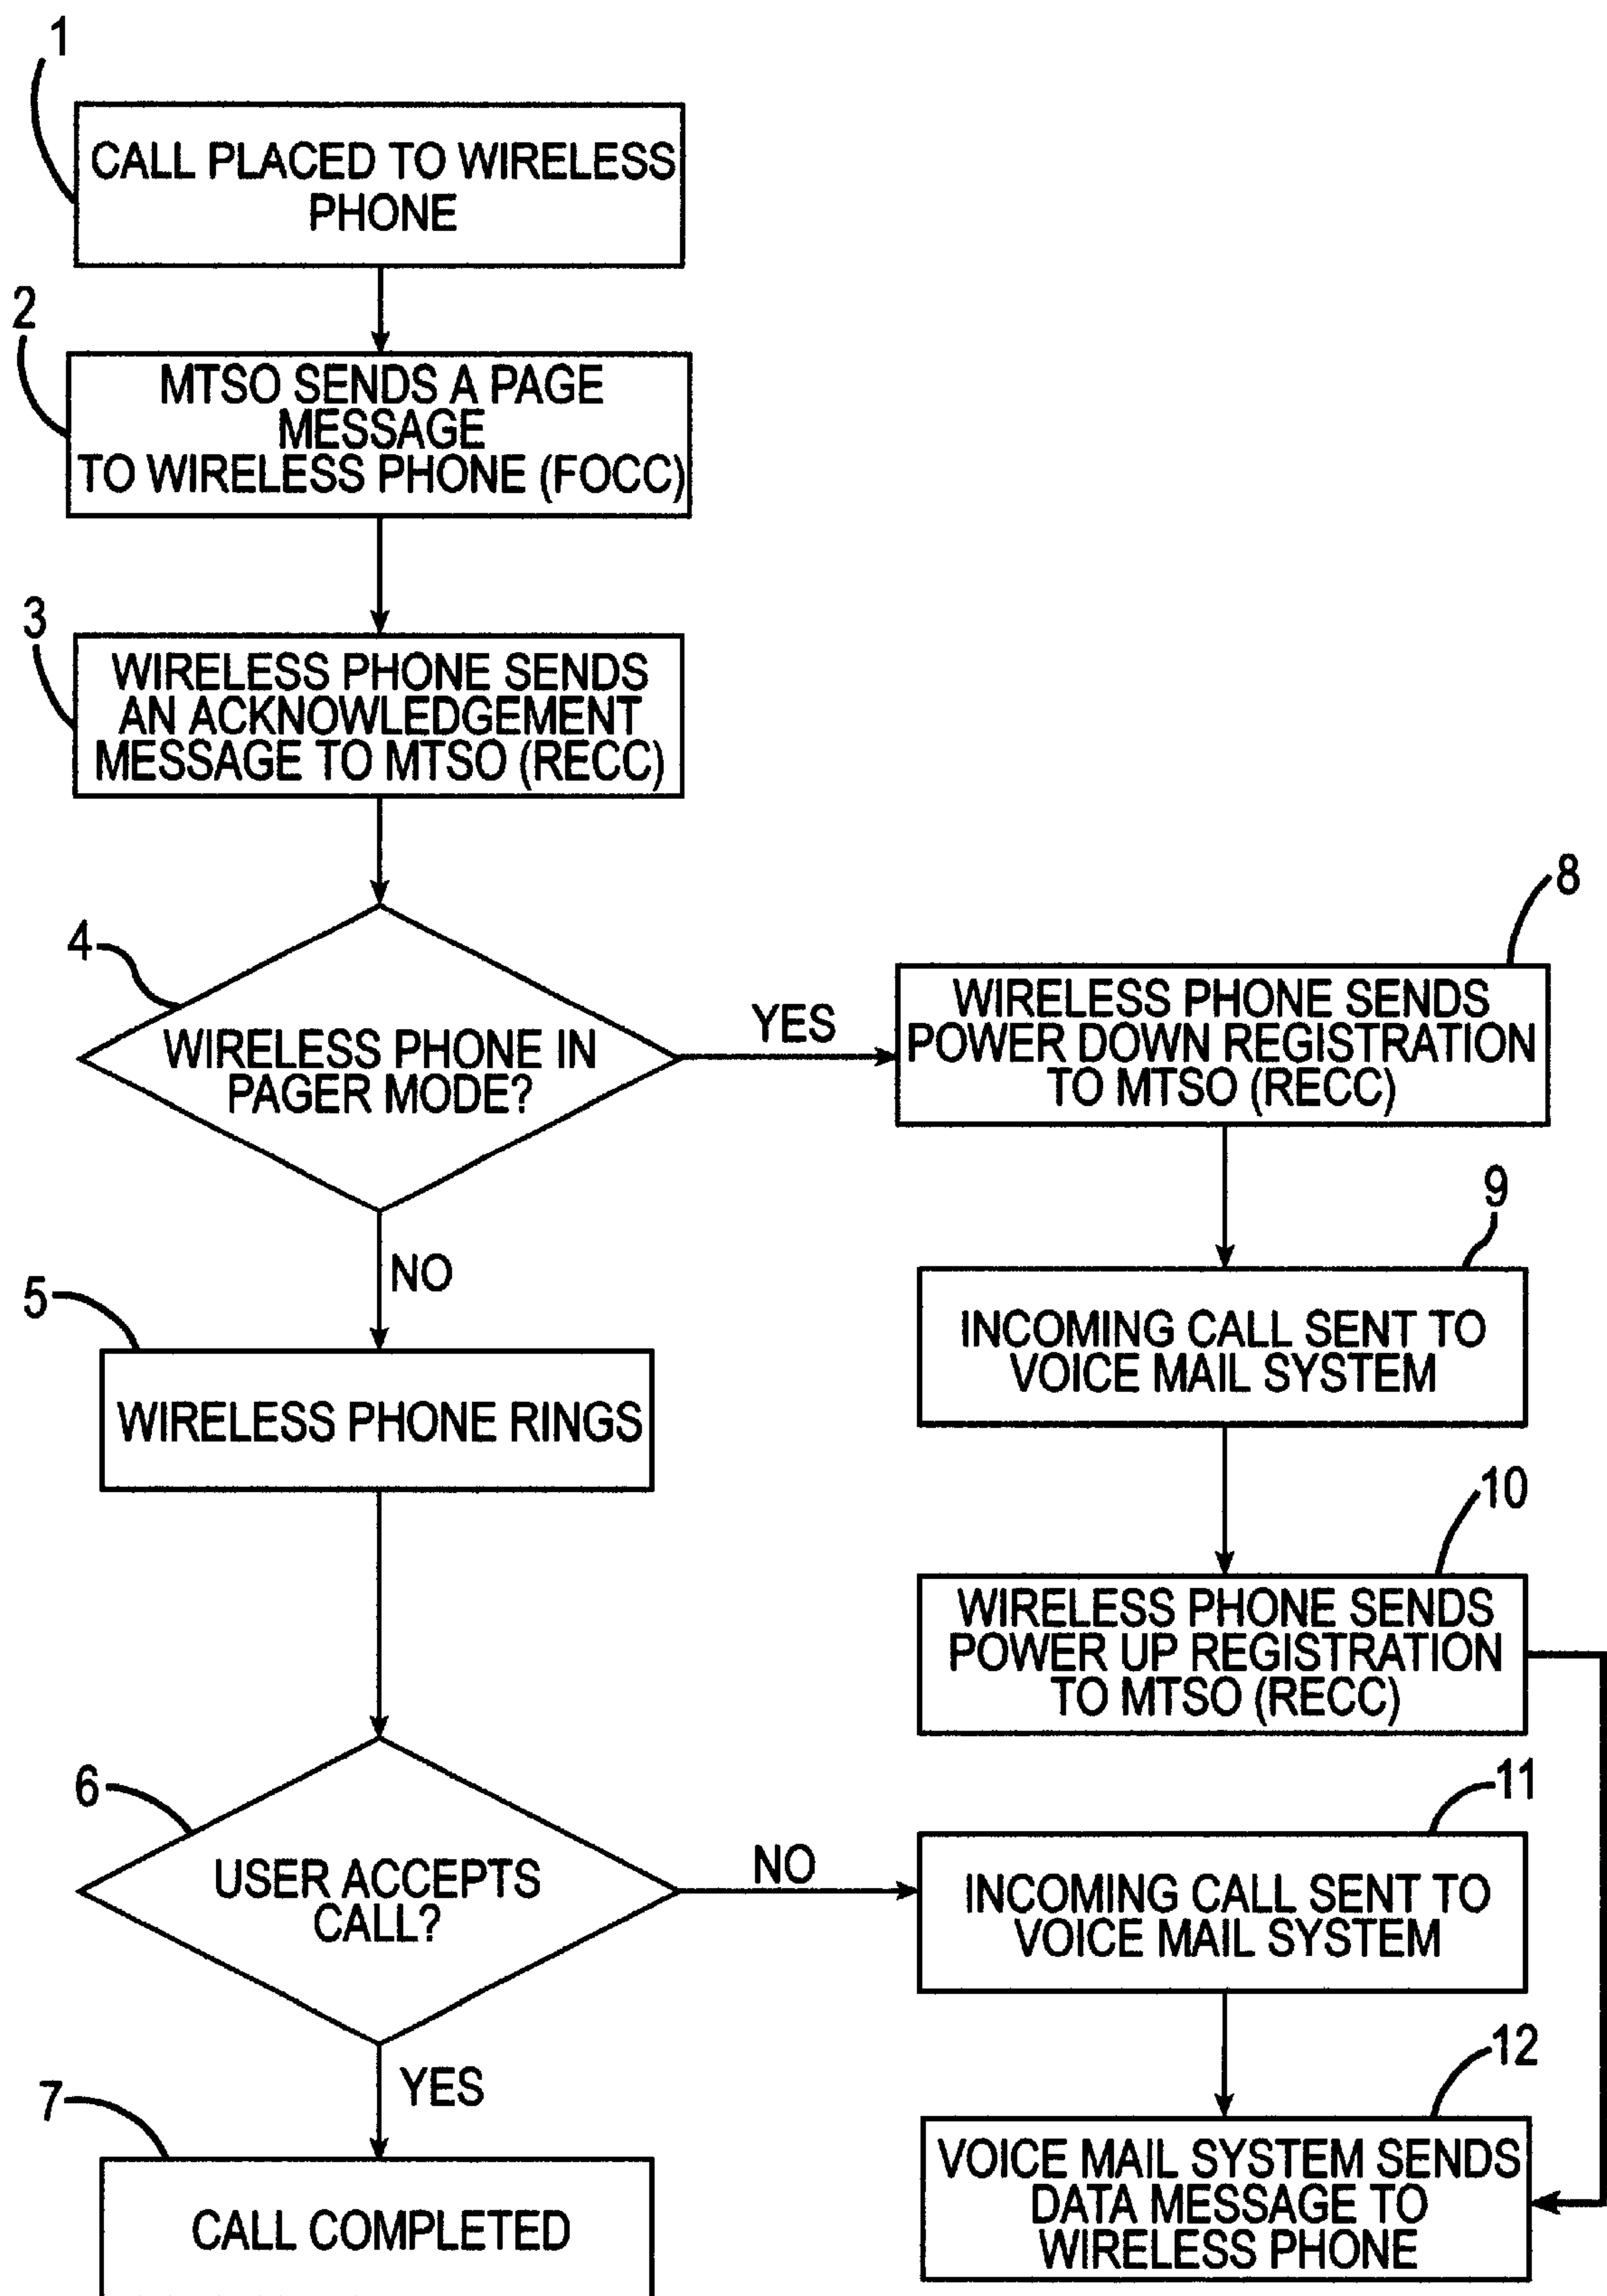 1
CALL PLACED TO WIRELESS
PHONE
2
MTSO SENDS A PAGE
MESSAGE
TO WIRELESS PHONE (FOCC)
3
WIRELESS PHONE SENDS
AN ACKNOWLEDGEMENT
MESSAGE TO MTSO (RECC)
4
WIRELESS PHONE IN
PAGER MODE?
YES
NO
8
WIRELESS PHONE SENDS
POWER DOWN REGISTRATION
TO MTSO (RECC)
9
INCOMING CALL SENT TO
VOICE MAIL SYSTEM
5
WIRELESS PHONE RINGS
10
WIRELESS PHONE SENDS
POWER UP REGISTRATION
TO MTSO (RECC)
6
USER ACCEPTS
CALL?
NO
YES
11
INCOMING CALL SENT TO
VOICE MAIL SYSTEM
7
CALL COMPLETED
12
VOICE MAIL SYSTEM SENDS
DATA MESSAGE TO
WIRELESS PHONE